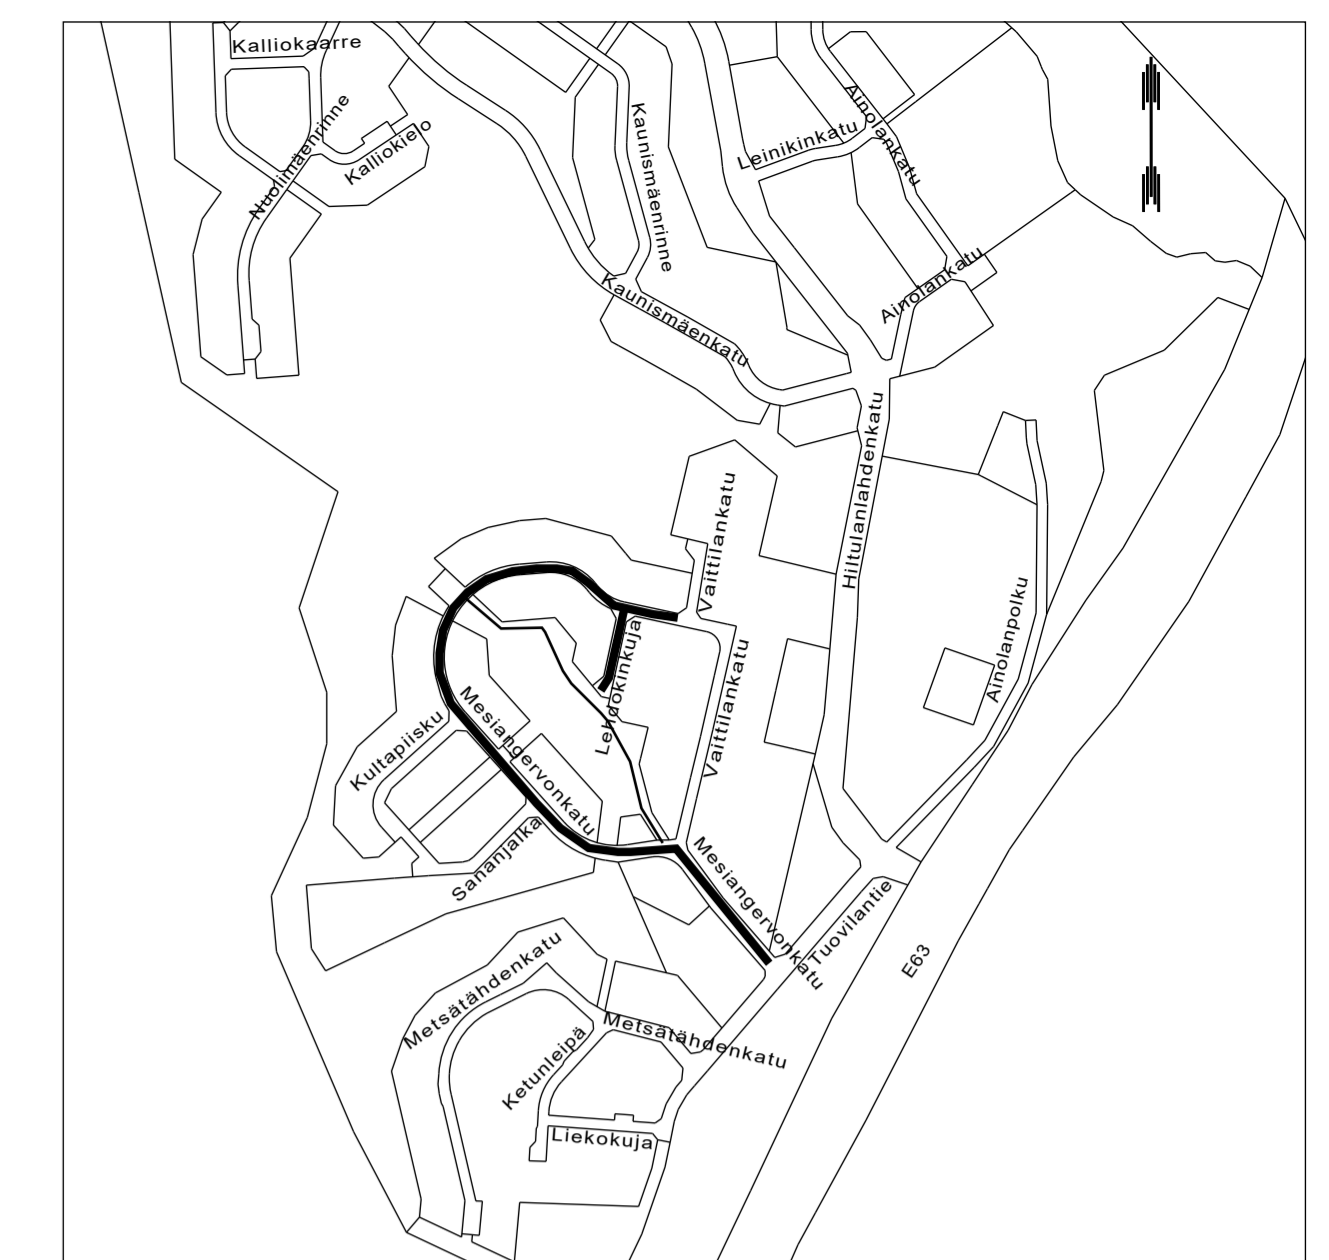 Kalliokaarre
Nuolimäenrinne
Kalliokielo
Kaunismäenrinne
Leinikinkatu
Ainolankatu
Ainolankatu
Kaunismäenkatu
Hiltulanlahdenkatu
Vaittilankatu
Ainolanpolku
Lehdokinkuja
Vaittilankatu
Mesiangervonkatu
Kultapiisku
Sananjalka
Mesiangervonkatu
Tuovilantie
E63
Metsätähdenkatu
Metsätähdenkatu
Ketunleipä
Liekokuja